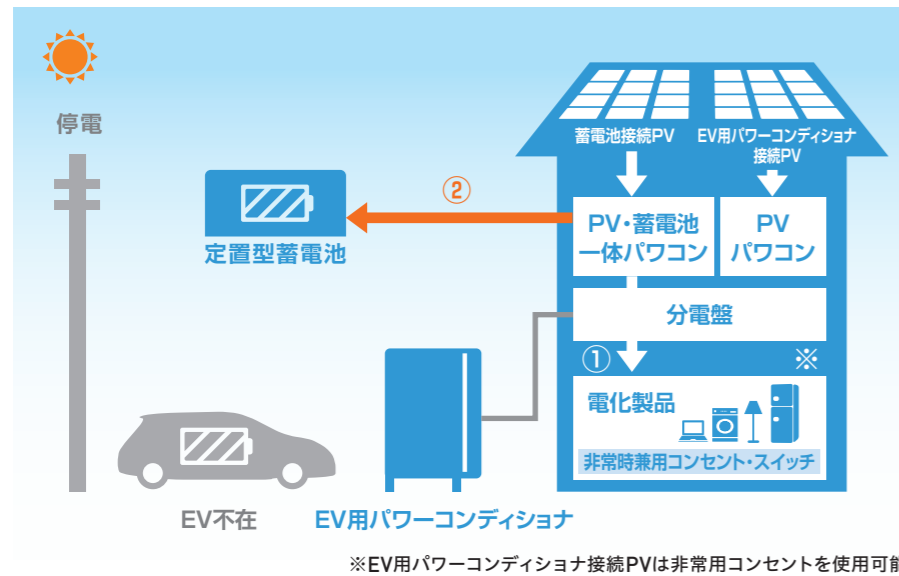 停電
蓄電池接続PV
EV用パワーコンディショナ
接続PV
②
PV・蓄電池
一体パワコン
PV
パワコン
定置型蓄電池
分電盤
①
※
電化製品
非常時兼用コンセント・スイッチ
EV不在
EV用パワーコンディショナ
※EV用パワーコンディショナ接続PVは非常用コンセントを使用可能